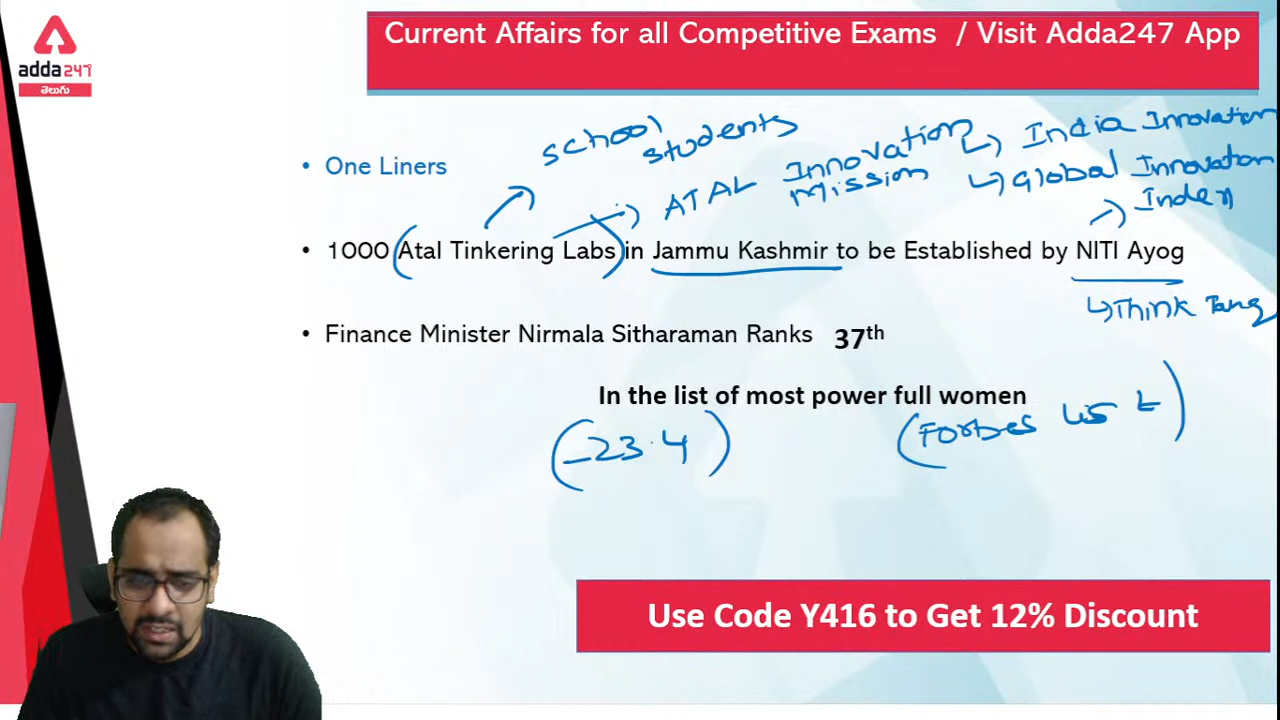 Current Affairs for all Competitive Exams / Visit Adda247 App
adda247
తెలుగు
school students
ATAL Innovation Mission
India Innovation
Global Innovation Index
• One Liners
• 1000 Atal Tinkering Labs in Jammu Kashmir to be Established by NITI Ayog
Think Tang
• Finance Minister Nirmala Sitharaman Ranks 37th
In the list of most power full women
(-23.4)
(Forbes
Use Code Y416 to Get 12% Discount